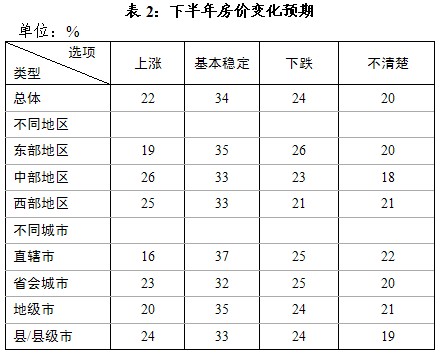 表 2：下半年房价变化预期
单位：%
选项
类型 上涨 基本稳定 下跌 不清楚
总体 22 34 24 20
不同地区
东部地区 19 35 26 20
中部地区 26 33 23 18
西部地区 25 33 21 21
不同城市
直辖市 16 37 25 22
省会城市 23 32 25 20
地级市 20 35 24 21
县/县级市 24 33 24 19